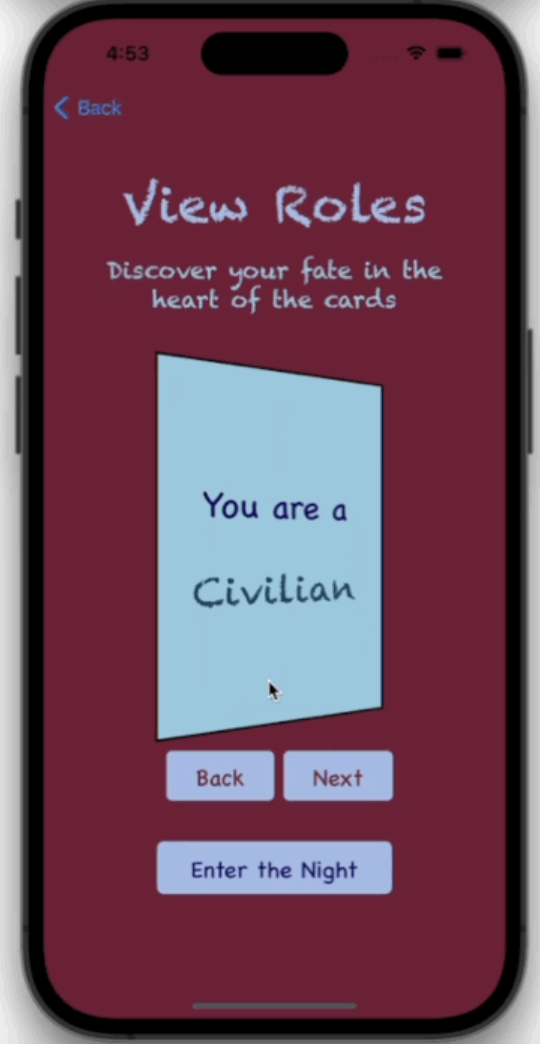 4:53
Back
View Roles
Discover your fate in the
heart of the cards
You are a
Civilian
Back Next
Enter the Night